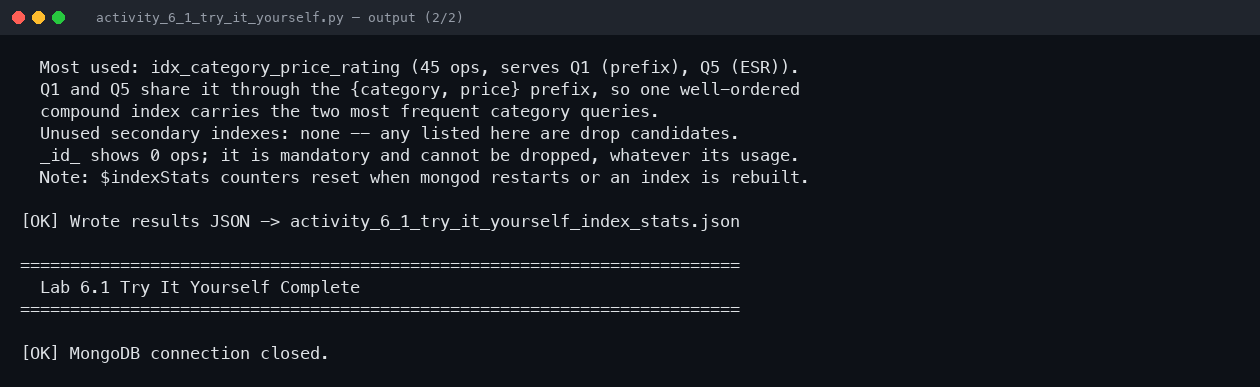 activity_6_1_try_it_yourself.py — output (2/2)
Most used: idx_category_price_rating (45 ops, serves Q1 (prefix), Q5 (ESR)).
Q1 and Q5 share it through the {category, price} prefix, so one well-ordered
compound index carries the two most frequent category queries.
Unused secondary indexes: none -- any listed here are drop candidates.
_id_ shows 0 ops; it is mandatory and cannot be dropped, whatever its usage.
Note: $indexStats counters reset when mongod restarts or an index is rebuilt.
[OK] Wrote results JSON -> activity_6_1_try_it_yourself_index_stats.json
========================================================================
Lab 6.1 Try It Yourself Complete
========================================================================
[OK] MongoDB connection closed.